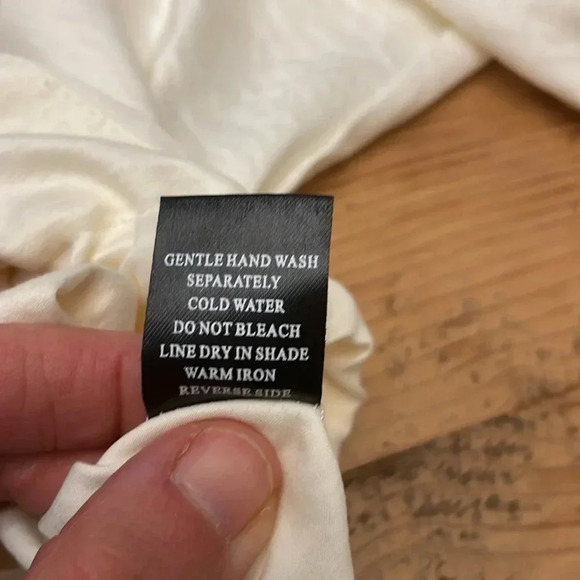 GENTLE HAND WASH
SEPARATELY
COLD WATER
DO NOT BLEACH
LINE DRY IN SHADE
WARM IRON
REVERSE SIDE